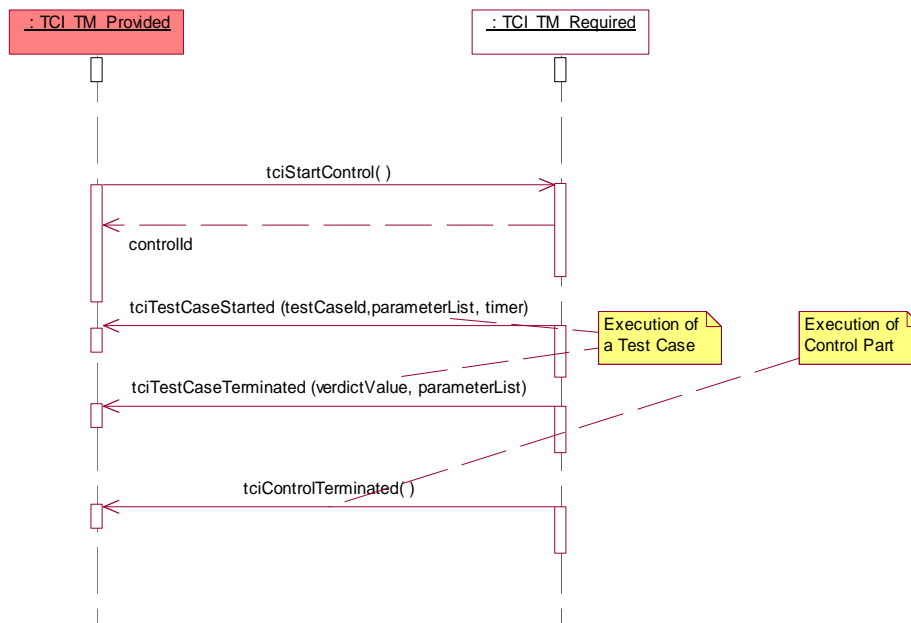 : TCI_TM_Provided
: TCI_TM_Required
tciStartControl( )
controlId
tciTestCaseStarted (testCaseId,parameterList, timer)
Execution of
a Test Case
Execution of
Control Part
tciTestCaseTerminated (verdictValue, parameterList)
tciControlTerminated( )